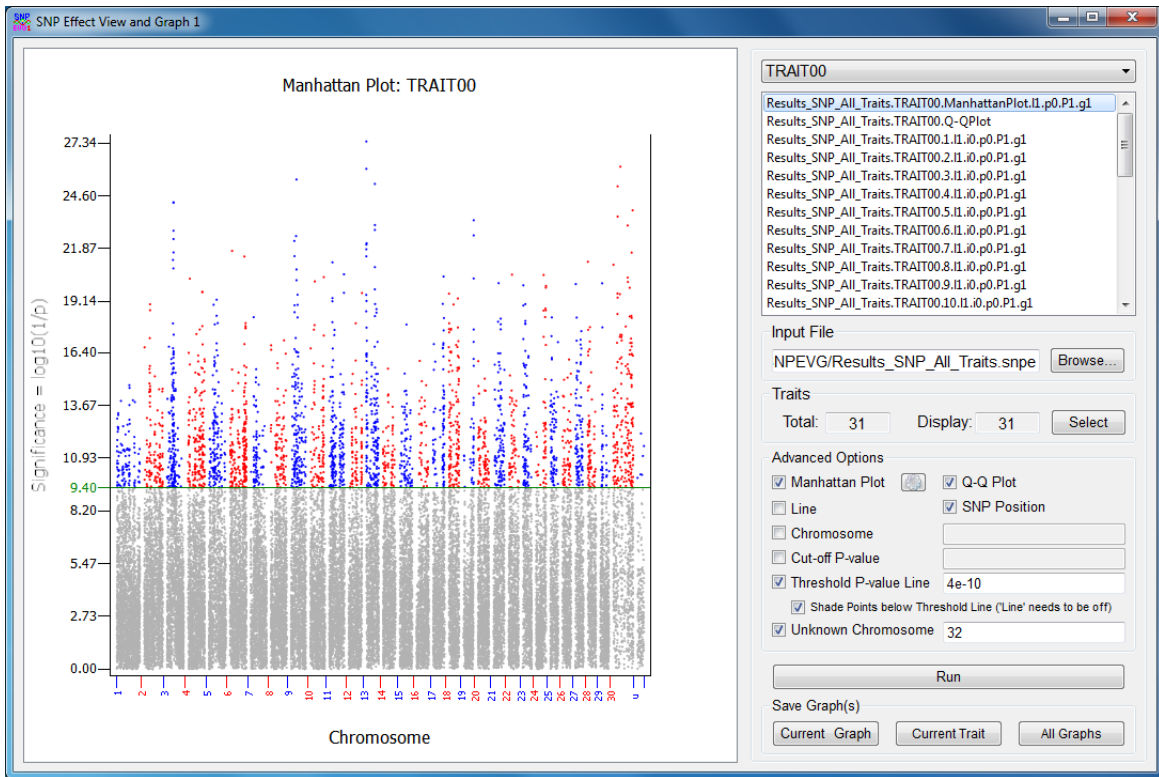 SNP Effect View and Graph 1
Manhattan Plot: TRAIT00
27.34
24.60
21.87
19.14
16.40
13.67
10.93
9.40
8.20
5.47
2.73
0.00
Significance = log10(1/p)
1 2 3 4 5 6 7 8 9 10 11 12 13 14 15 16 17 18 19 20 21 22 23 24 25 26 27 28 29 30 u
Chromosome
TRAIT00
Results_SNP_All_Traits.TRAIT00.ManhattanPlot.l1.p0.P1.g1
Results_SNP_All_Traits.TRAIT00.Q-QPlot
Results_SNP_All_Traits.TRAIT00.1.l1.i0.p0.P1.g1
Results_SNP_All_Traits.TRAIT00.2.l1.i0.p0.P1.g1
Results_SNP_All_Traits.TRAIT00.3.l1.i0.p0.P1.g1
Results_SNP_All_Traits.TRAIT00.4.l1.i0.p0.P1.g1
Results_SNP_All_Traits.TRAIT00.5.l1.i0.p0.P1.g1
Results_SNP_All_Traits.TRAIT00.6.l1.i0.p0.P1.g1
Results_SNP_All_Traits.TRAIT00.7.l1.i0.p0.P1.g1
Results_SNP_All_Traits.TRAIT00.8.l1.i0.p0.P1.g1
Results_SNP_All_Traits.TRAIT00.9.l1.i0.p0.P1.g1
Results_SNP_All_Traits.TRAIT00.10.l1.i0.p0.P1.g1
Input File
NPEVG/Results_SNP_All_Traits.snpe Browse...
Traits
Total: 31 Display: 31 Select
Advanced Options
Manhattan Plot Q-Q Plot
Line SNP Position
Chromosome
Cut-off P-value
Threshold P-value Line 4e-10
Shade Points below Threshold Line ('Line' needs to be off)
Unknown Chromosome 32
Run
Save Graph(s)
Current Graph Current Trait All Graphs